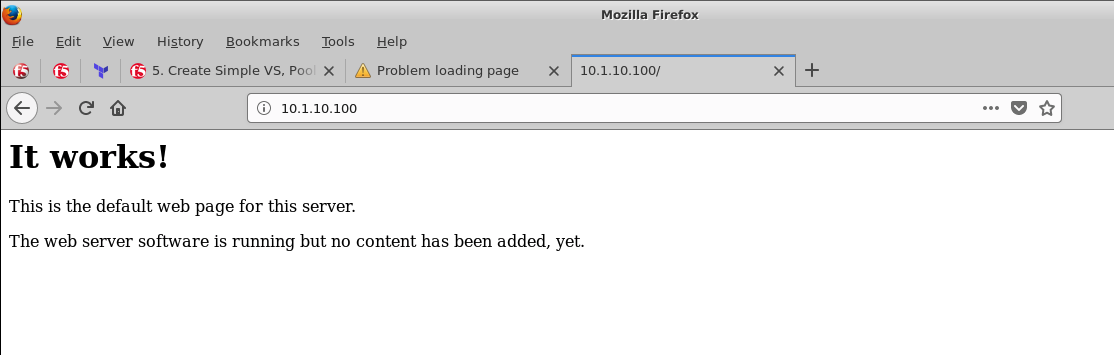 Mozilla Firefox
File Edit View History Bookmarks Tools Help
5. Create Simple VS, Pool Problem loading page 10.1.10.100/
10.1.10.100
It works!
This is the default web page for this server.
The web server software is running but no content has been added, yet.